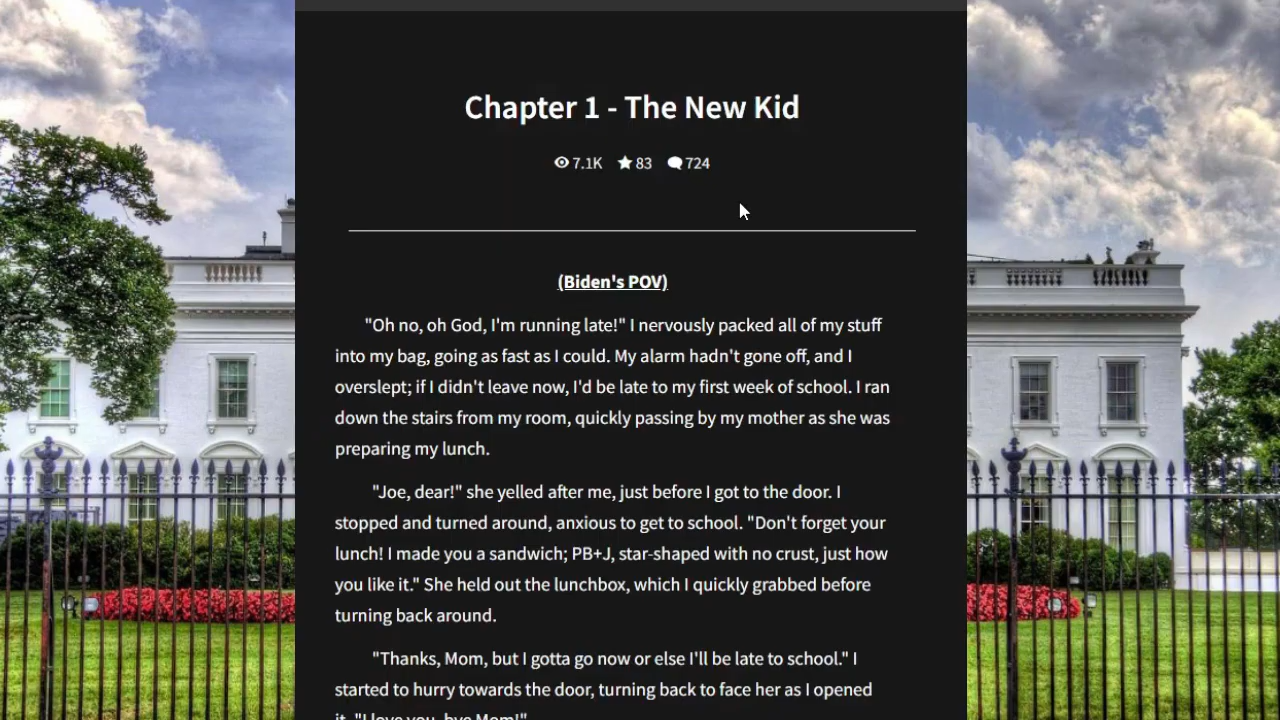 Chapter 1 - The New Kid
7.1K 83 724
(Biden's POV)
"Oh no, oh God, I'm running late!" I nervously packed all of my stuff
into my bag, going as fast as I could. My alarm hadn't gone off, and I
overslept; if I didn't leave now, I'd be late to my first week of school. I ran
down the stairs from my room, quickly passing by my mother as she was
preparing my lunch.
"Joe, dear!" she yelled after me, just before I got to the door. I
stopped and turned around, anxious to get to school. "Don't forget your
lunch! I made you a sandwich; PB+J, star-shaped with no crust, just how
you like it." She held out the lunchbox, which I quickly grabbed before
turning back around.
"Thanks, Mom, but I gotta go now or else I'll be late to school." I
started to hurry towards the door, turning back to face her as I opened
it. "I love you, bye Mom!"